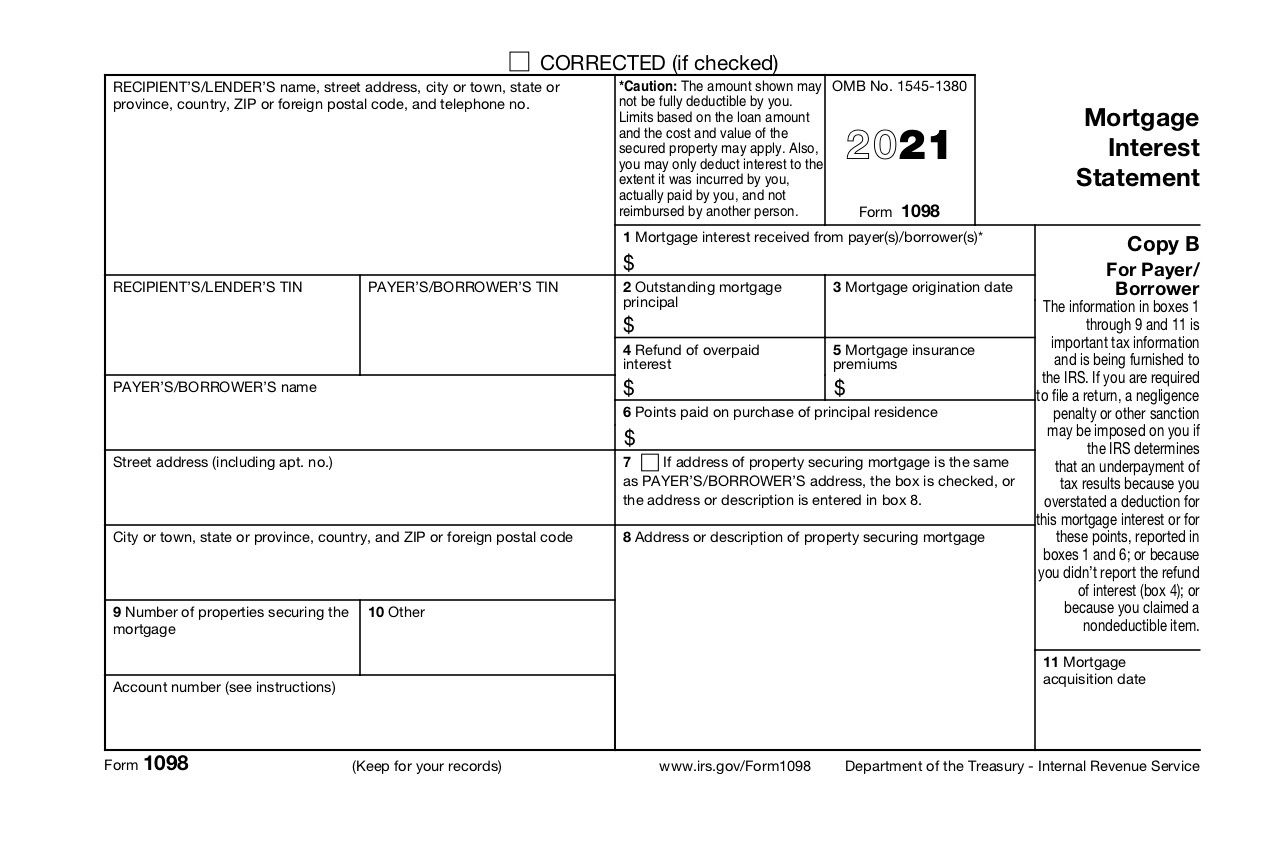 CORRECTED (if checked)
RECIPIENT'S/LENDER'S name, street address, city or town, state or
province, country, ZIP or foreign postal code, and telephone no.
*Caution: The amount shown may
not be fully deductible by you.
Limits based on the loan amount
and the cost and value of the
secured property may apply. Also,
you may only deduct interest to the
extent it was incurred by you,
actually paid by you, and not
reimbursed by another person.
OMB No. 1545-1380
2021
Form 1098
Mortgage
Interest
Statement
1 Mortgage interest received from payer(s)/borrower(s)*
$
Copy B
For Payer/
Borrower
The information in boxes 1
through 9 and 11 is
important tax information
and is being furnished to
the IRS. If you are required
to file a return, a negligence
penalty or other sanction
may be imposed on you if
the IRS determines
that an underpayment of
tax results because you
overstated a deduction for
this mortgage interest or for
these points, reported in
boxes 1 and 6; or because
you didn't report the refund
of interest (box 4); or
because you claimed a
nondeductible item.
RECIPIENT'S/LENDER'S TIN
PAYER'S/BORROWER'S TIN
2 Outstanding mortgage
principal
$
3 Mortgage origination date
4 Refund of overpaid
interest
$
5 Mortgage insurance
premiums
$
PAYER'S/BORROWER'S name
6 Points paid on purchase of principal residence
$
Street address (including apt. no.)
7 If address of property securing mortgage is the same
as PAYER'S/BORROWER'S address, the box is checked, or
the address or description is entered in box 8.
City or town, state or province, country, and ZIP or foreign postal code
8 Address or description of property securing mortgage
9 Number of properties securing the
mortgage
10 Other
11 Mortgage
acquisition date
Account number (see instructions)
Form 1098
(Keep for your records)
www.irs.gov/Form1098
Department of the Treasury - Internal Revenue Service